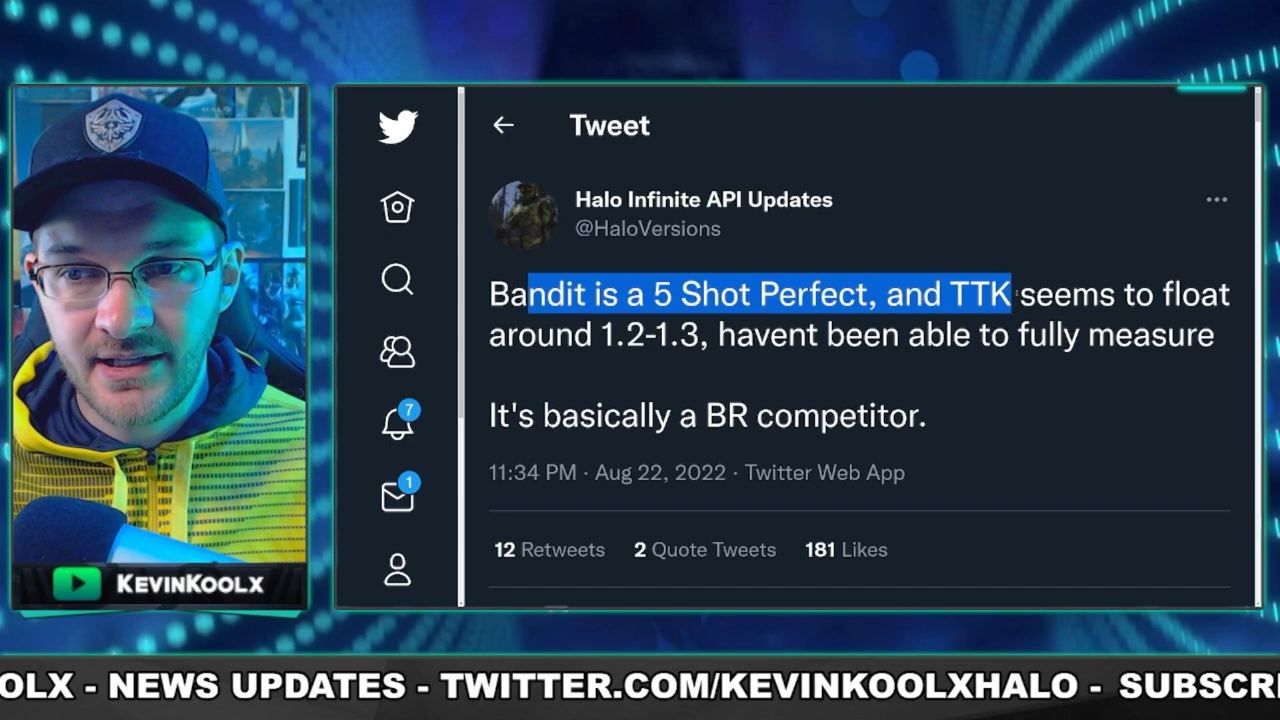 Tweet
Halo Infinite API Updates
@HaloVersions
Bandit is a 5 Shot Perfect, and TTK seems to float
around 1.2-1.3, havent been able to fully measure
It's basically a BR competitor.
11:34 PM · Aug 22, 2022 · Twitter Web App
12 Retweets 2 Quote Tweets 181 Likes
7
1
KEVINKOOLX
OLX - NEWS UPDATES - TWITTER.COM/KEVINKOOLXHALO - SUBSCRI